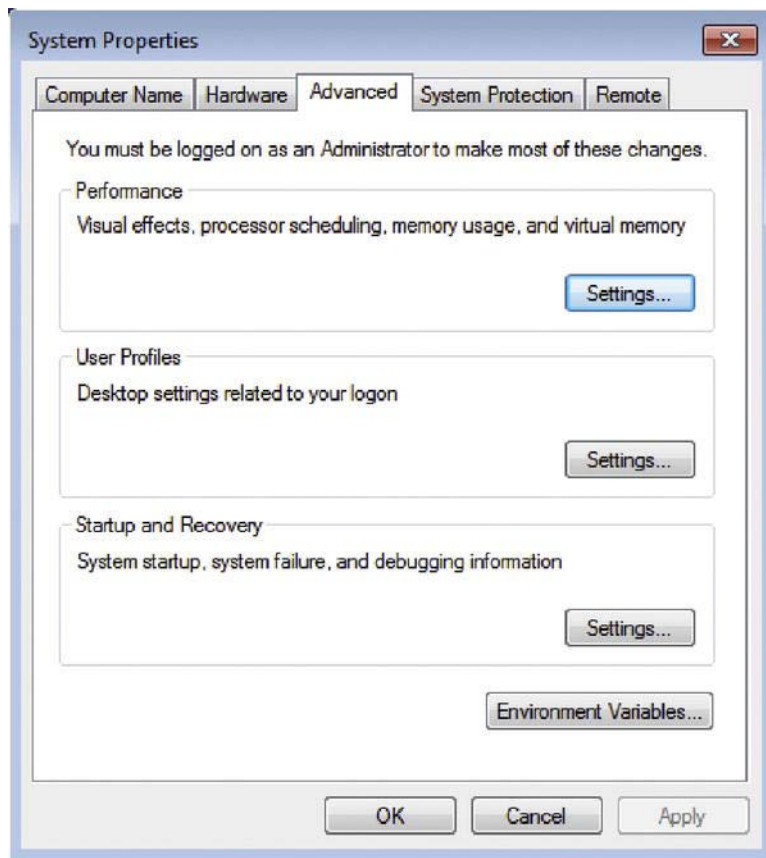 System Properties
Computer Name Hardware Advanced System Protection Remote
You must be logged on as an Administrator to make most of these changes.
Performance
Visual effects, processor scheduling, memory usage, and virtual memory
Settings...
User Profiles
Desktop settings related to your logon
Settings...
Startup and Recovery
System startup, system failure, and debugging information
Settings...
Environment Variables...
OK Cancel Apply